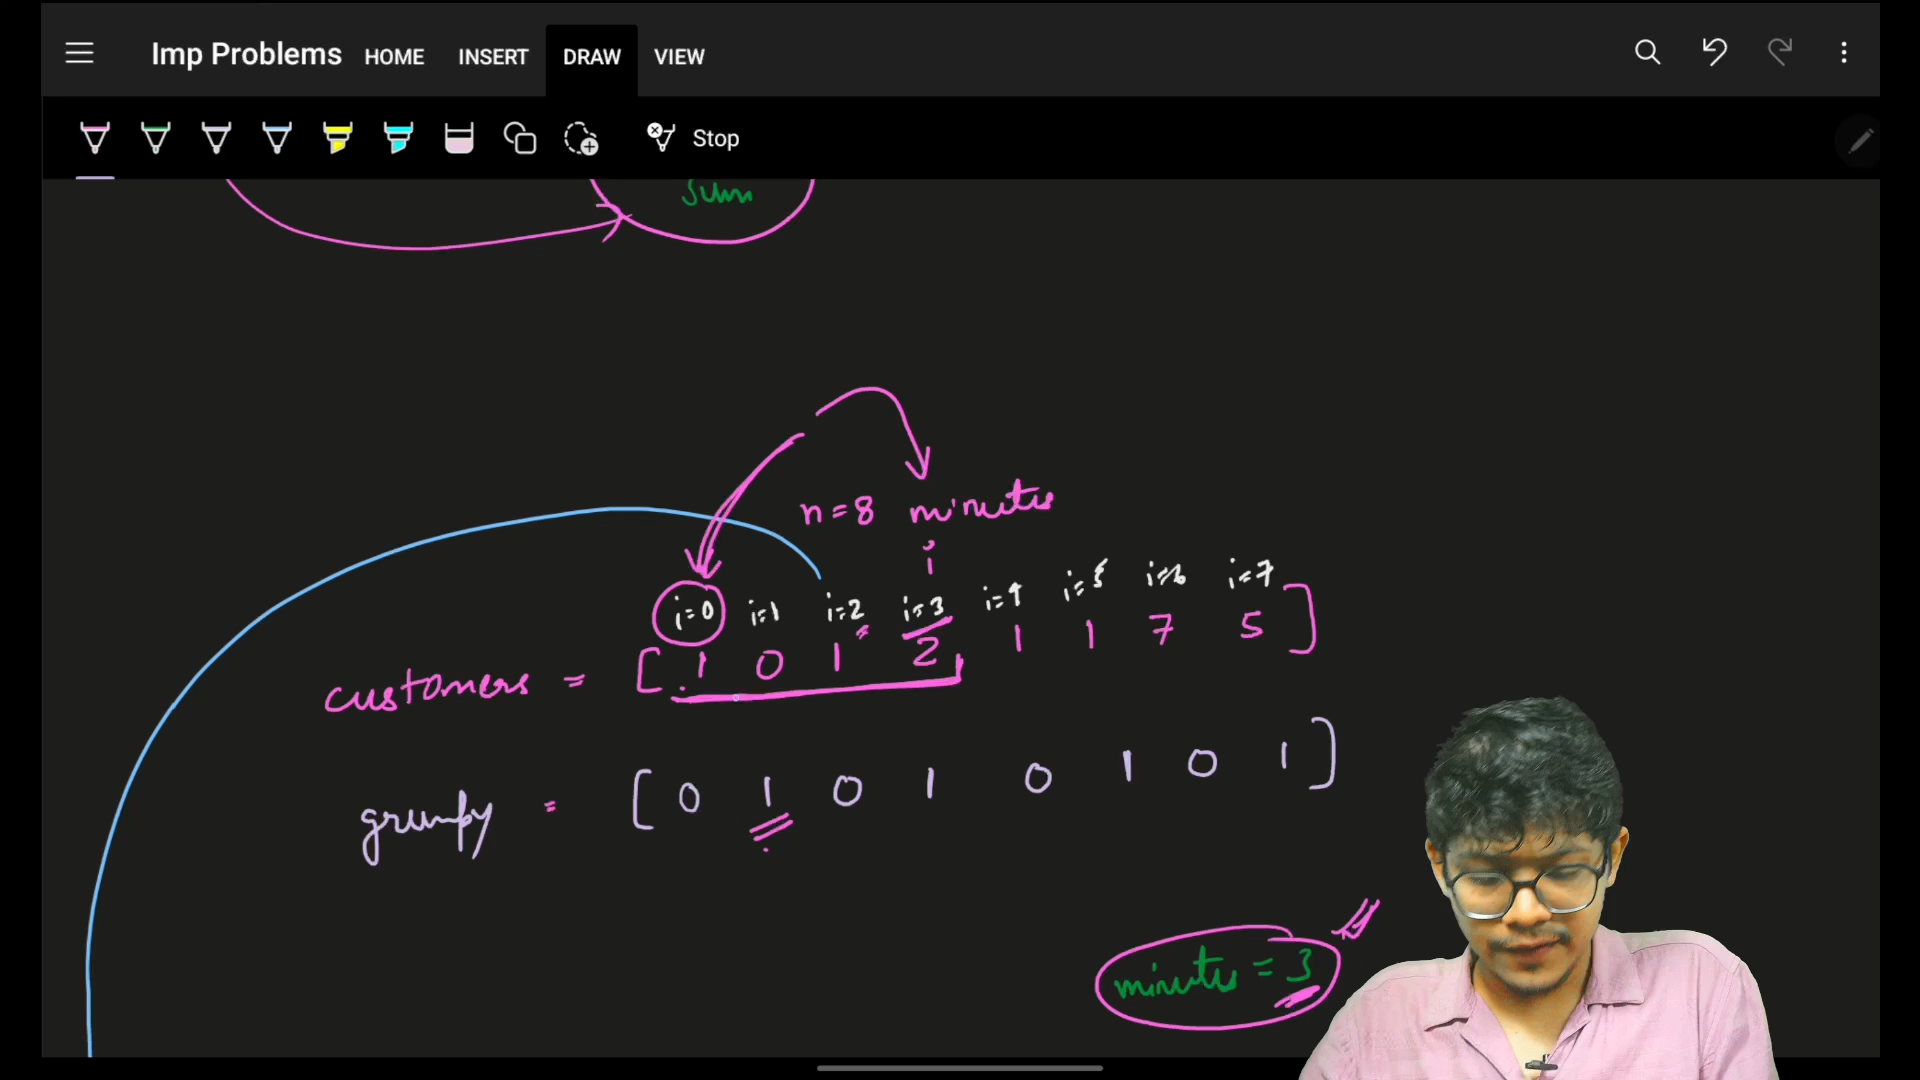 Imp Problems HOME INSERT DRAW VIEW
Stop
Sum
n=8 minutes
i
i=0 i=1 i=2 i=3 i=4 i=5 i=6 i=7
customers = [ 1 0 1 2 1 1 7 5 ]
grumpy = [ 0 1 0 1 0 1 0 1 ]
minutes = 3